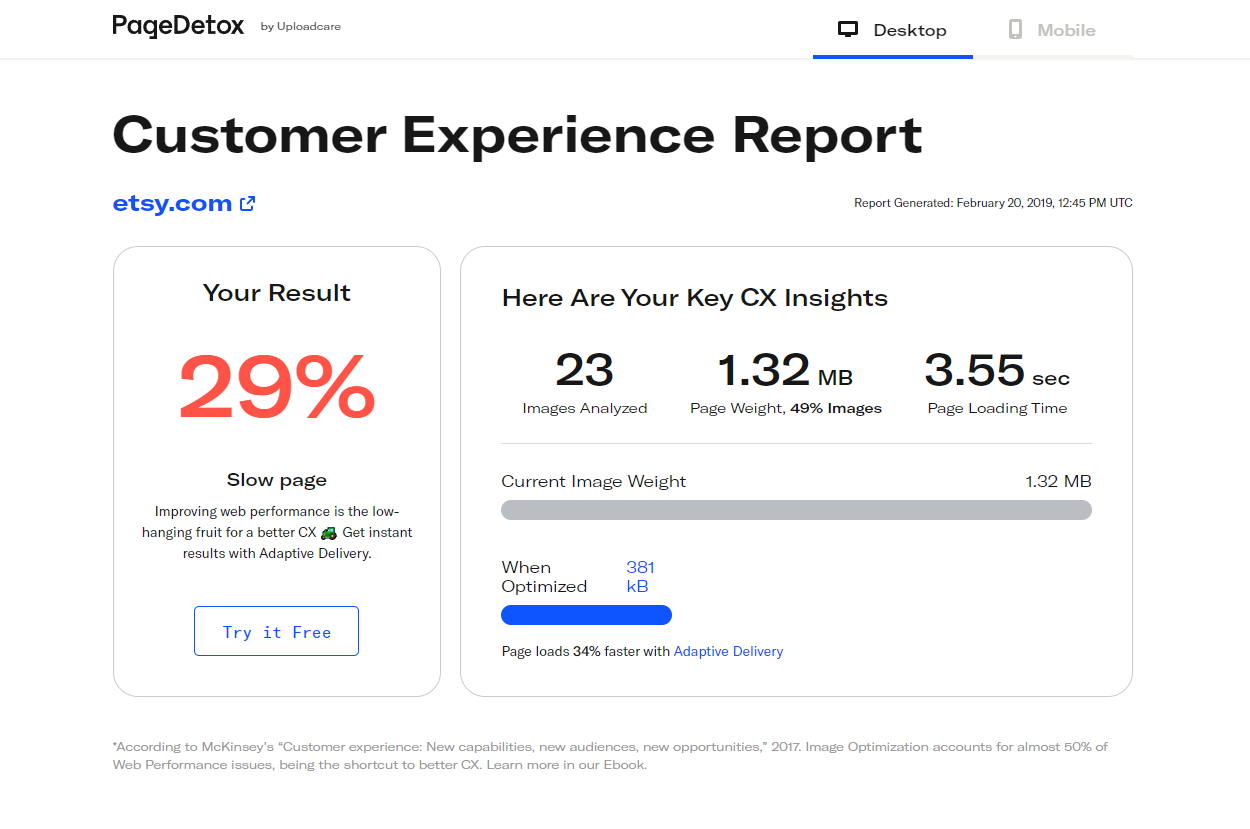 PageDetox by Uploadcare
Desktop
Mobile
Customer Experience Report
etsy.com
Report Generated: February 20, 2019, 12:45 PM UTC
Your Result
29%
Slow page
Improving web performance is the low-
hanging fruit for a better CX 🚜 Get instant
results with Adaptive Delivery.
Try it Free
Here Are Your Key CX Insights
23
Images Analyzed
1.32 MB
Page Weight, 49% Images
3.55 sec
Page Loading Time
Current Image Weight 1.32 MB
When
Optimized
381
kB
Page loads 34% faster with Adaptive Delivery
*According to McKinsey's “Customer experience: New capabilities, new audiences, new opportunities,” 2017. Image Optimization accounts for almost 50% of
Web Performance issues, being the shortcut to better CX. Learn more in our Ebook.